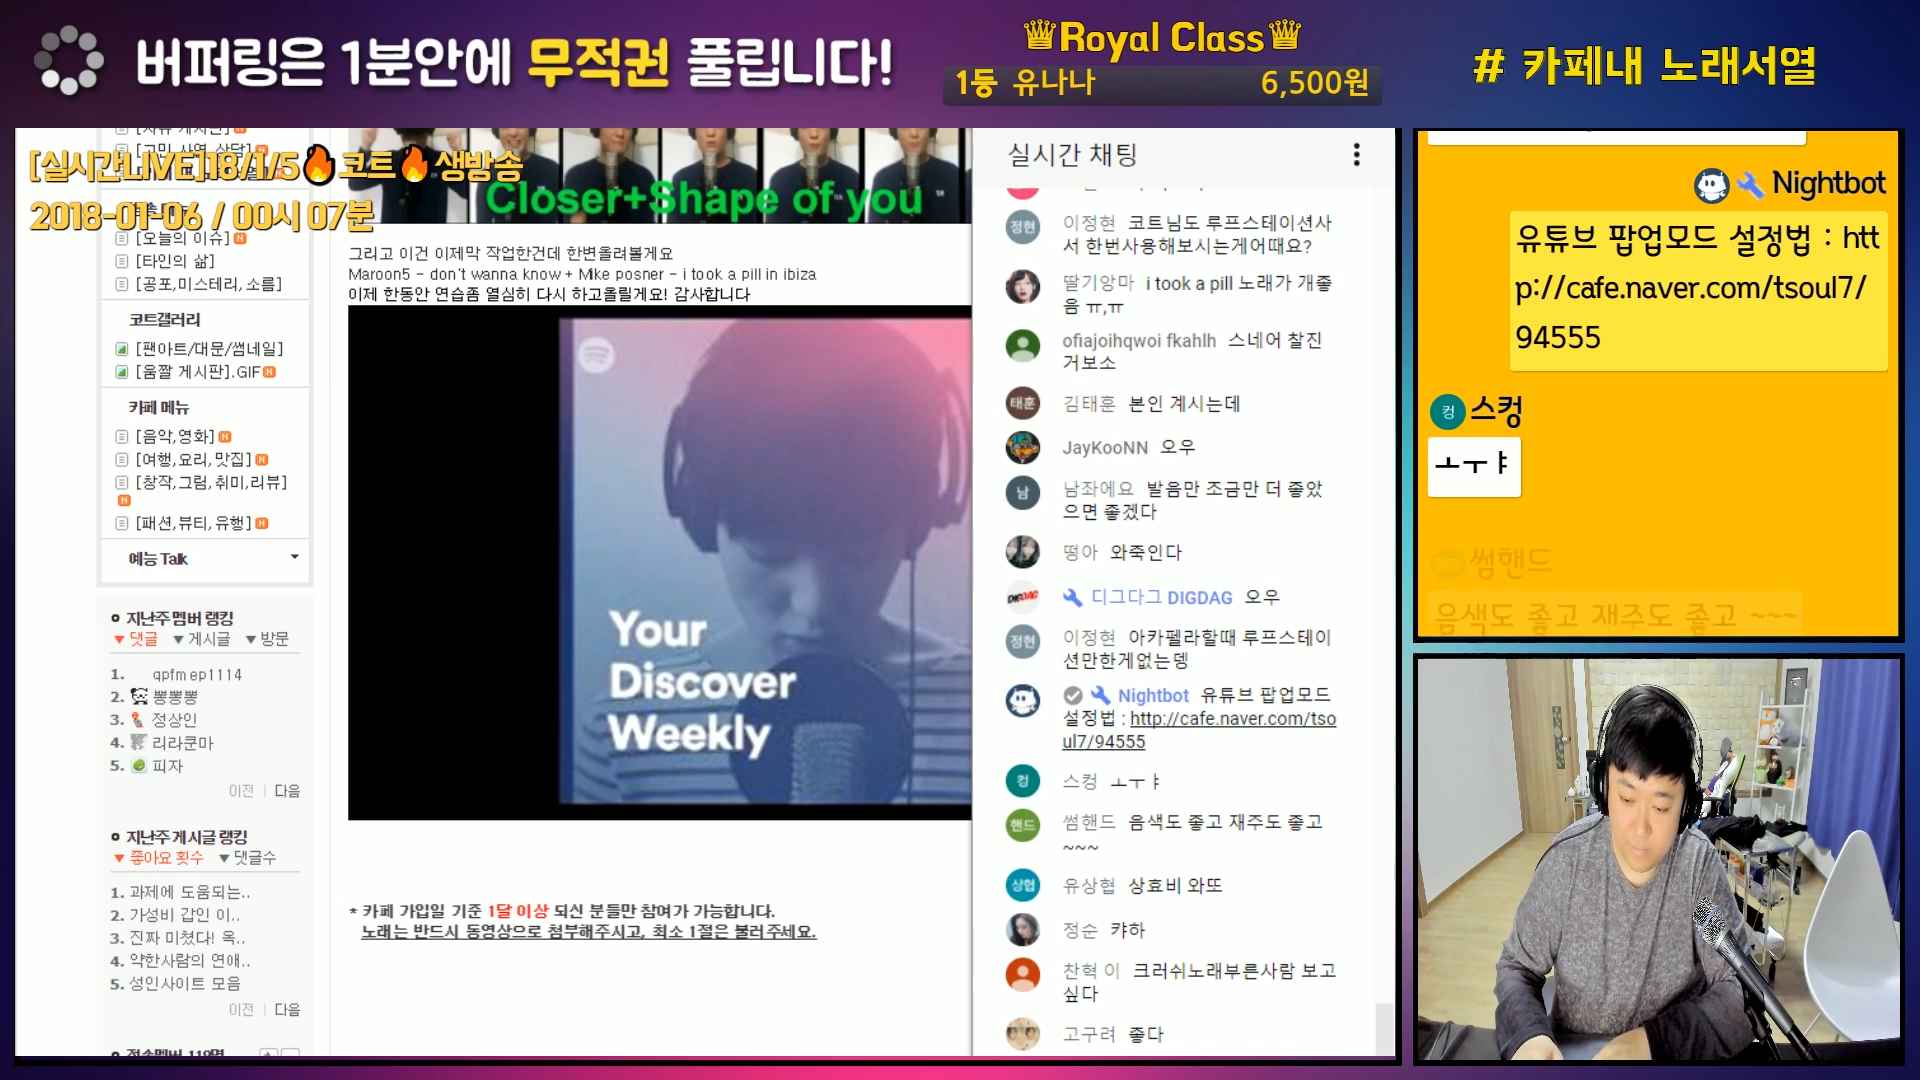 버퍼링은 1분안에 무적권 풀립니다!
♛Royal Class♛
1등 유나나 6,500원
# 카페내 노래서열
[실시간LIVE]18/1/5🔥코트🔥생방송
2018-01-06 / 00시 07분
[오늘의 이슈] N
[타인의 삶]
[공포,미스테리,소름]
코트갤러리
[팬아트/대문/썸네일]
[움짤 게시판].GIF N
카페 메뉴
[음악,영화] N
[여행,요리,맛집] N
[창작,그림,취미,리뷰]
N
[패션,뷰티,유행] N
예능 Talk
지난주 멤버 랭킹
▼ 댓글 ▼ 게시글 ▼ 방문
1. qpfmep1114
2. 뽕뽕뽕
3. 정상인
4. 리라쿤마
5. 피자
이전 | 다음
지난주 게시글 랭킹
▼ 좋아요 횟수 ▼ 댓글수
1. 과제에 도움되는..
2. 가성비 갑인 이..
3. 진짜 미쳤다! 옥..
4. 약한사람의 연애..
5. 성인사이트 모음
이전 | 다음
Closer+Shape of you
그리고 이건 이제막 작업한건데 한변올려볼게요
Maroon5 - don't wanna know + Mike posner - i took a pill in ibiza
이제 한동안 연습좀 열심히 다시 하고올릴게요! 감사합니다
Your
Discover
Weekly
* 카페 가입일 기준 1달 이상 되신 분들만 참여가 가능합니다.
노래는 반드시 동영상으로 첨부해주시고, 최소 1절은 불러주세요.
실시간 채팅
정현 이정현 코트님도 루프스테이션사
서 한번사용해보시는게어때요?
딸기앙마 i took a pill 노래가 개좋
음 ㅠ,ㅠ
ofiajoihqwoi fkahlh 스네어 찰진
거보소
태훈 김태훈 본인 계시는데
JayKooNN 오우
남 남좌에요 발음만 조금만 더 좋았
으면 좋겠다
떵아 와죽인다
DIGDAG 디그다그 DIGDAG 오우
정현 이정현 아카펠라할때 루프스테이
션만한게없는뎅
Nightbot 유튜브 팝업모드
설정법 : http://cafe.naver.com/tso
ul7/94555
컹 스컹 ㅗㅜㅑ
핸드 썸핸드 음색도 좋고 재주도 좋고
~~~
상협 유상협 상효비 와또
정순 캬하
찬혁 이 크러쉬노래부른사람 보고
싶다
고구려 좋다
Nightbot
유튜브 팝업모드 설정법 : htt
p://cafe.naver.com/tsoul7/
94555
컹 스컹
ㅗㅜㅑ
썸핸드
음색도 좋고 재주도 좋고 ~~~